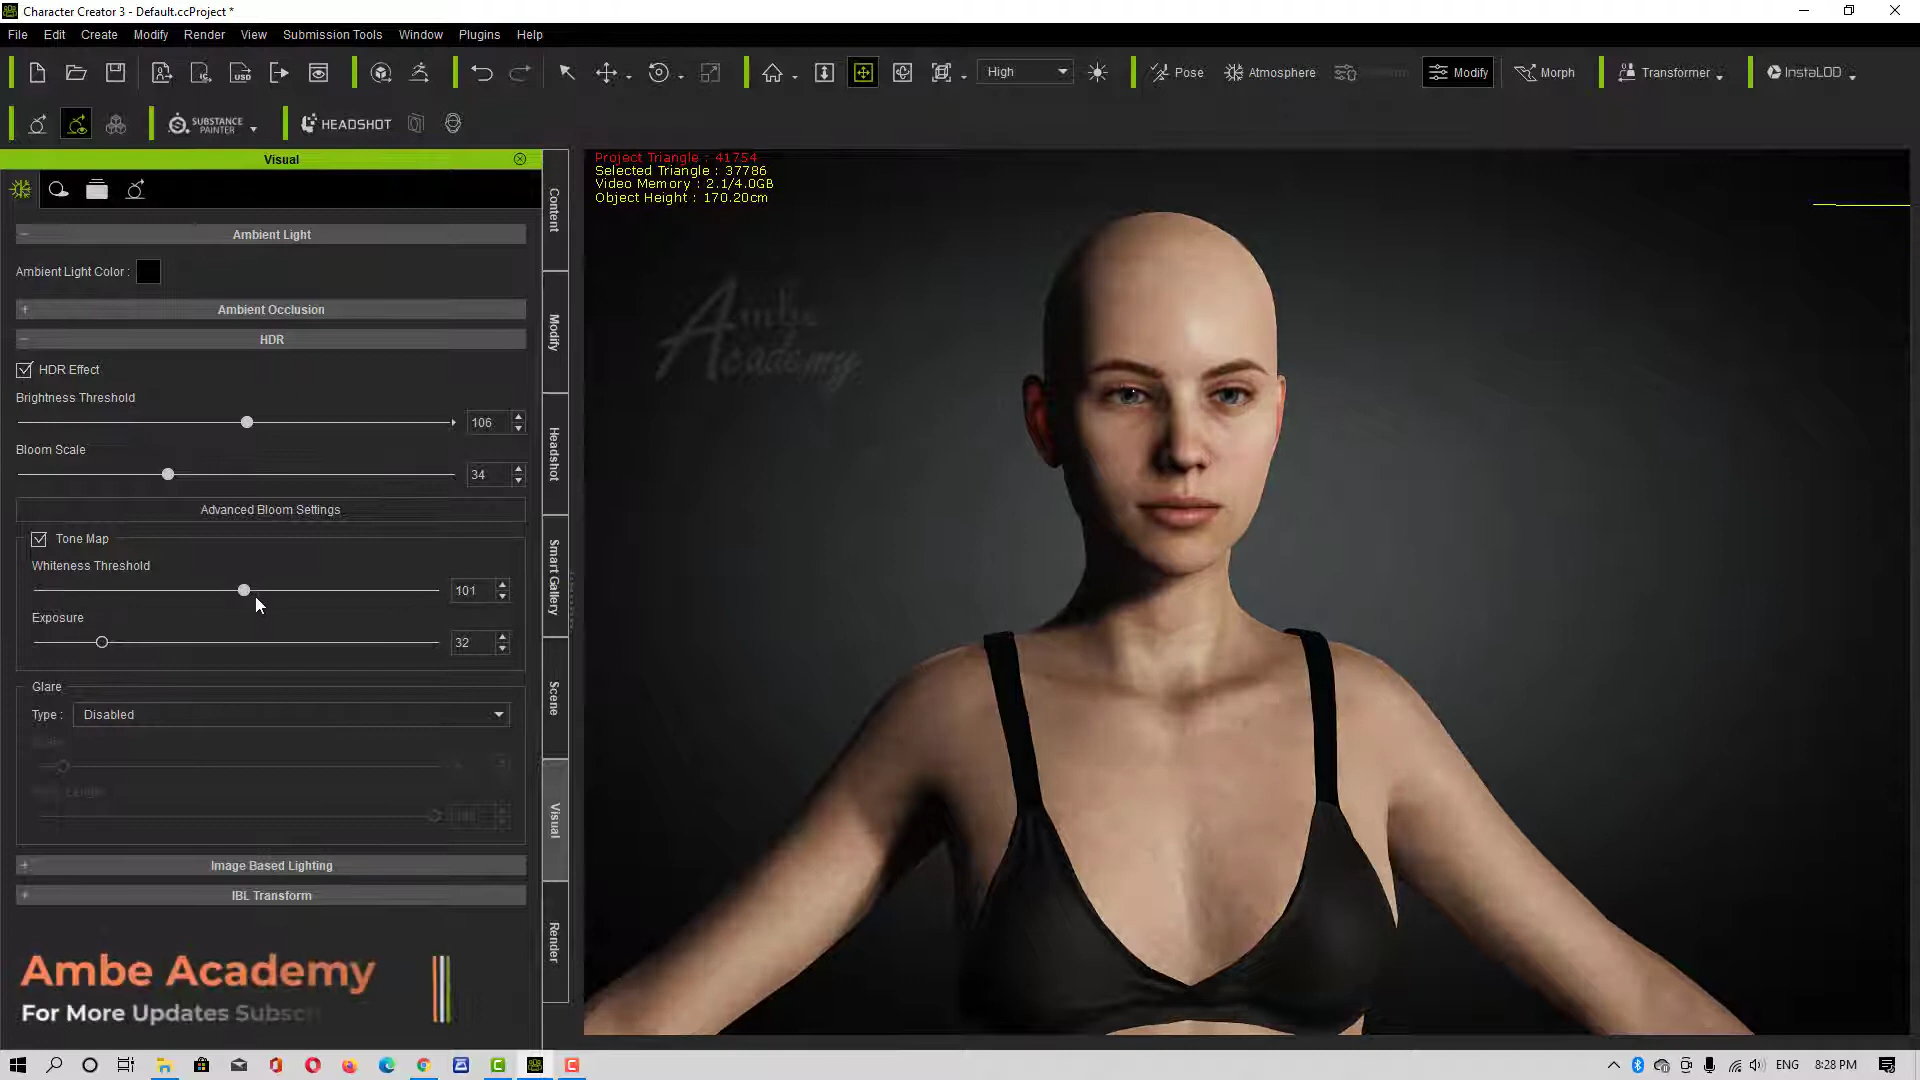 Character Creator 3 - Default.ccProject *
File Edit Create Modify Render View Submission Tools Window Plugins Help
High Pose Atmosphere Modify Morph Transformer InstaLOD
SUBSTANCE PAINTER HEADSHOT
Visual
Ambient Light
Ambient Light Color :
Ambient Occlusion
HDR
HDR Effect
Brightness Threshold
106
Bloom Scale
34
Advanced Bloom Settings
Tone Map
Whiteness Threshold
101
Exposure
32
Glare
Type : Disabled
Image Based Lighting
IBL Transform
Ambe Academy
For More Updates Subsc
Content
Modify
Headshot
Smart Gallery
Scene
Visual
Render
Project Triangle : 41754
Selected Triangle : 37786
Video Memory : 2.1/4.0GB
Object Height : 170.20cm
Ambe
Academy
ENG 8:28 PM